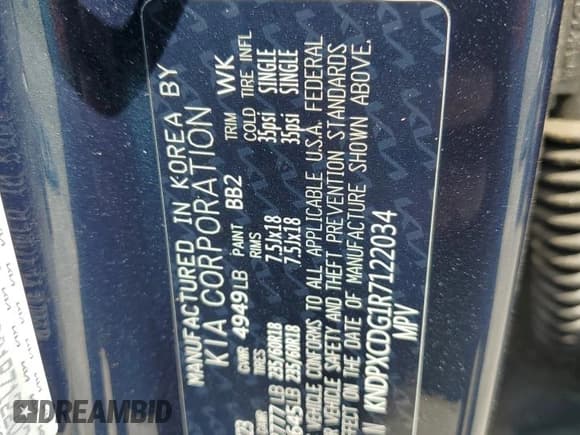 MANUFACTURED IN KOREA BY
KIA CORPORATION
GVWR 4949LB PAINT BB2 TRIM WK
TIRES RIMS COLD TIRE INFL
2777LB 235/60R18 7.5Jx18 35psi SINGLE
645LB 235/60R18 7.5Jx18 35psi SINGLE
VEHICLE CONFORMS TO ALL APPLICABLE U.S.A. FEDERAL
VEHICLE SAFETY AND THEFT PREVENTION STANDARDS
EFFECT ON THE DATE OF MANUFACTURE SHOWN ABOVE.
KNDPXCDG1R7122034
MPV
DREAMBID